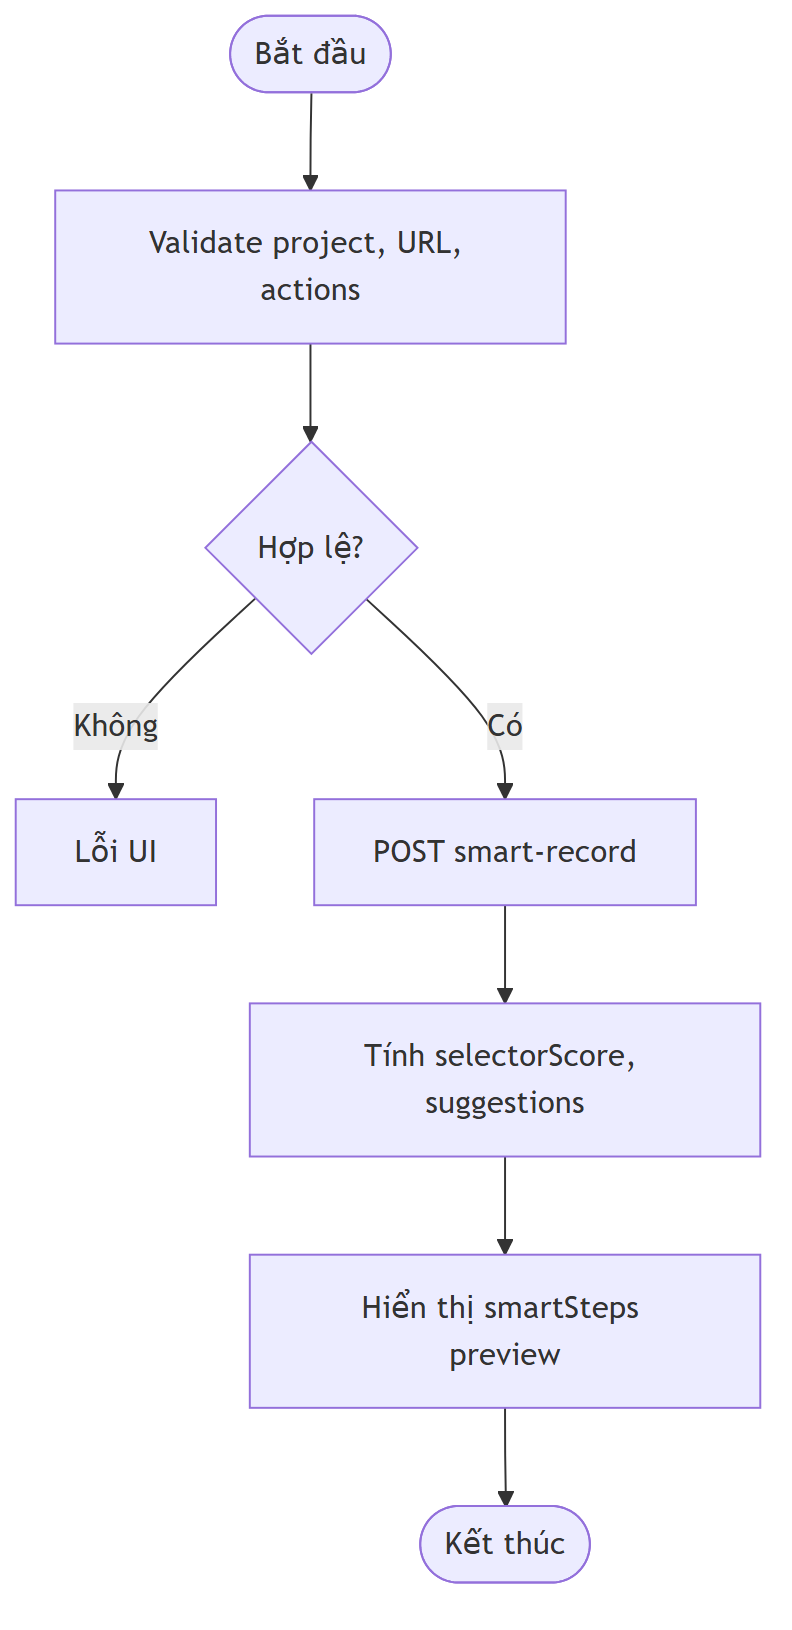 Bắt đầu
Validate project, URL,
actions
Hợp lệ?
Không
Có
Lỗi UI
POST smart-record
Tính selectorScore,
suggestions
Hiển thị smartSteps
preview
Kết thúc